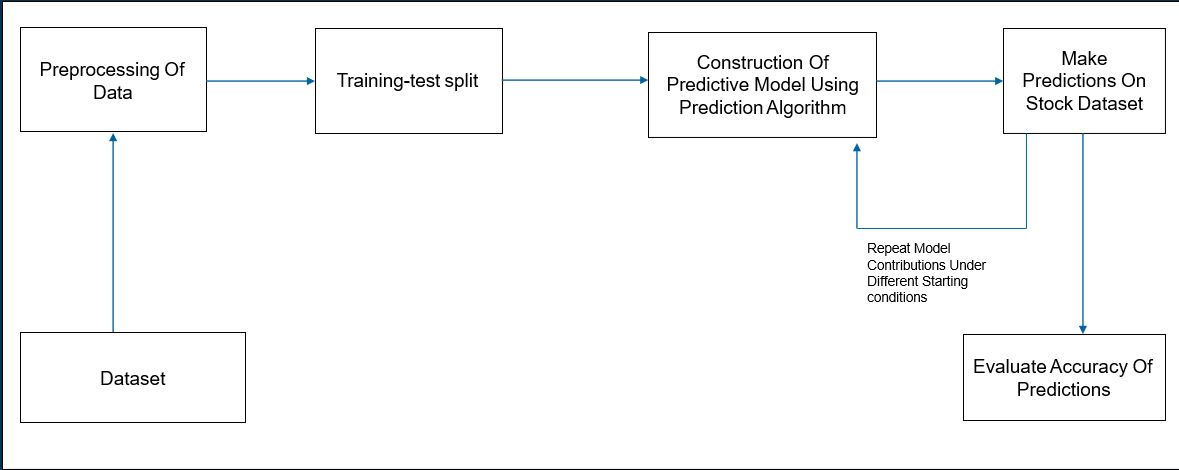 Preprocessing Of
Data
Training-test split
Construction Of
Predictive Model Using
Prediction Algorithm
Make
Predictions On
Stock Dataset
Repeat Model
Contributions Under
Different Starting
conditions
Dataset
Evaluate Accuracy Of
Predictions